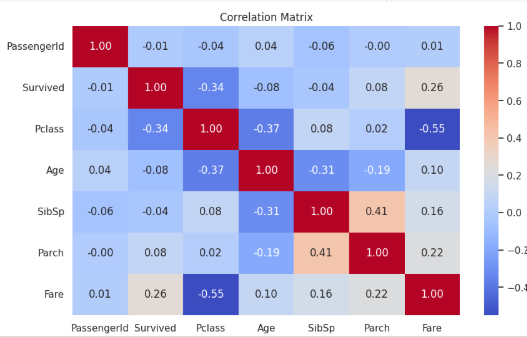 Correlation Matrix
PassengerId 1.00 -0.01 -0.04 0.04 -0.06 -0.00 0.01
Survived -0.01 1.00 -0.34 -0.08 -0.04 0.08 0.26
Pclass -0.04 -0.34 1.00 -0.37 0.08 0.02 -0.55
Age 0.04 -0.08 -0.37 1.00 -0.31 -0.19 0.10
SibSp -0.06 -0.04 0.08 -0.31 1.00 0.41 0.16
Parch -0.00 0.08 0.02 -0.19 0.41 1.00 0.22
Fare 0.01 0.26 -0.55 0.10 0.16 0.22 1.00
PassengerId Survived Pclass Age SibSp Parch Fare
1.0
0.8
0.6
0.4
0.2
0.0
−0.2
−0.4